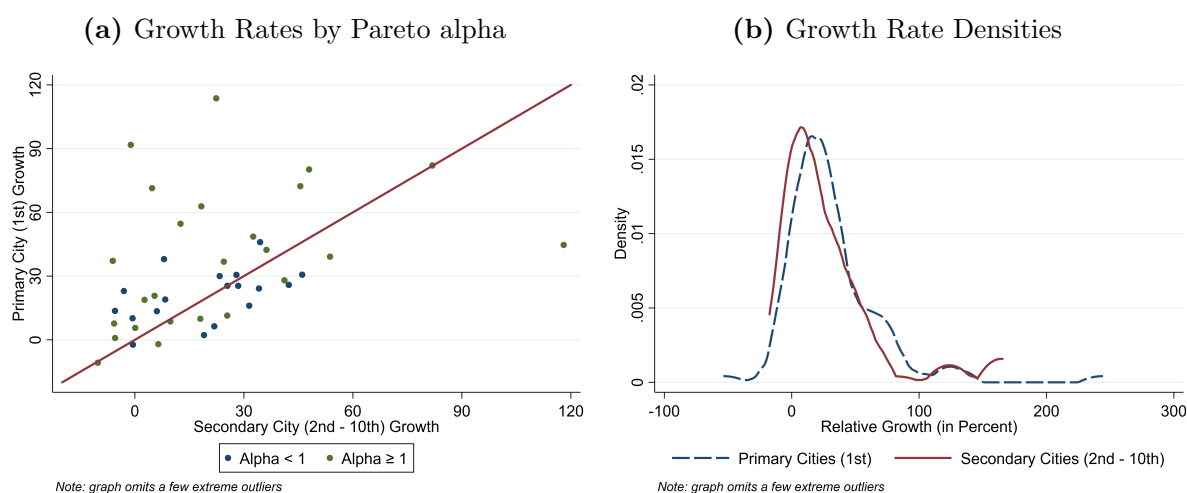 (a) Growth Rates by Pareto alpha
Primary City (1st) Growth
120
90
60
30
0
0 30 60 90 120
Secondary City (2nd - 10th) Growth
Alpha < 1 Alpha ≥ 1
Note: graph omits a few extreme outliers
(b) Growth Rate Densities
Density
.02
.015
.01
.005
0
-100 0 100 200 300
Relative Growth (in Percent)
Primary Cities (1st) Secondary Cities (2nd - 10th)
Note: graph omits a few extreme outliers